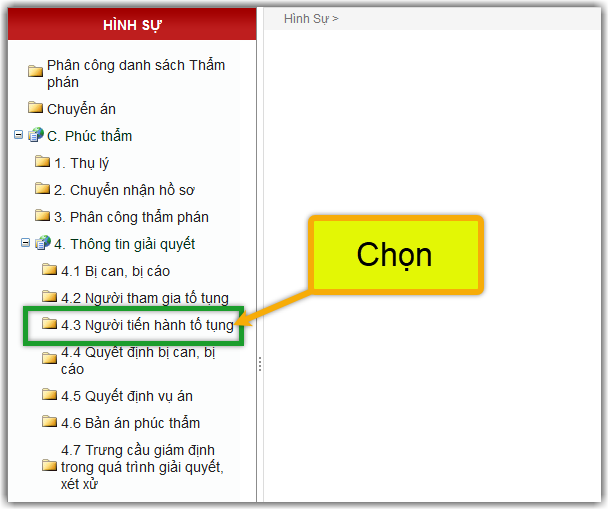 HÌNH SỰ
Hình Sự >
Phân công danh sách Thẩm
phán
Chuyển án
C. Phúc thẩm
1. Thụ lý
2. Chuyển nhận hồ sơ
3. Phân công thẩm phán
4. Thông tin giải quyết
4.1 Bị can, bị cáo
4.2 Người tham gia tố tụng
4.3 Người tiến hành tố tụng
Chọn
4.4 Quyết định bị can, bị
cáo
4.5 Quyết định vụ án
4.6 Bản án phúc thẩm
4.7 Trưng cầu giám định
trong quá trình giải quyết,
xét xử